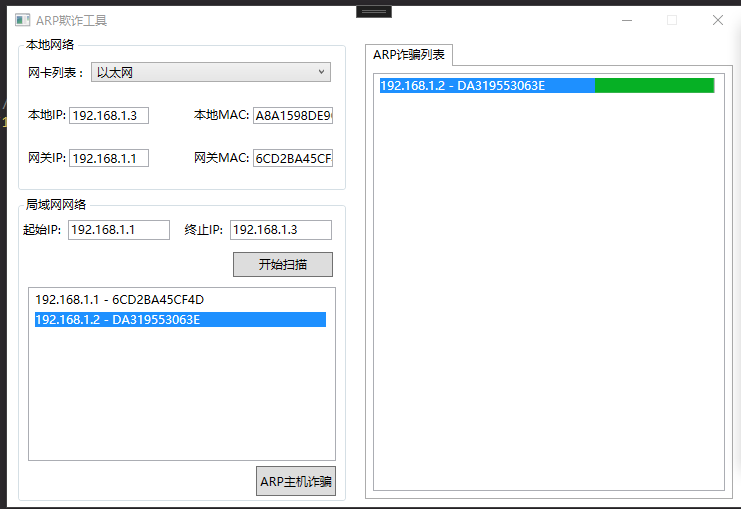 ARP欺诈工具
本地网络
网卡列表： 以太网
本地IP: 192.168.1.3 本地MAC: A8A1598DE9
网关IP: 192.168.1.1 网关MAC: 6CD2BA45CF
局域网网络
起始IP: 192.168.1.1 终止IP: 192.168.1.3
开始扫描
192.168.1.1 - 6CD2BA45CF4D
192.168.1.2 - DA319553063E
ARP主机诈骗
ARP诈骗列表
192.168.1.2 - DA319553063E